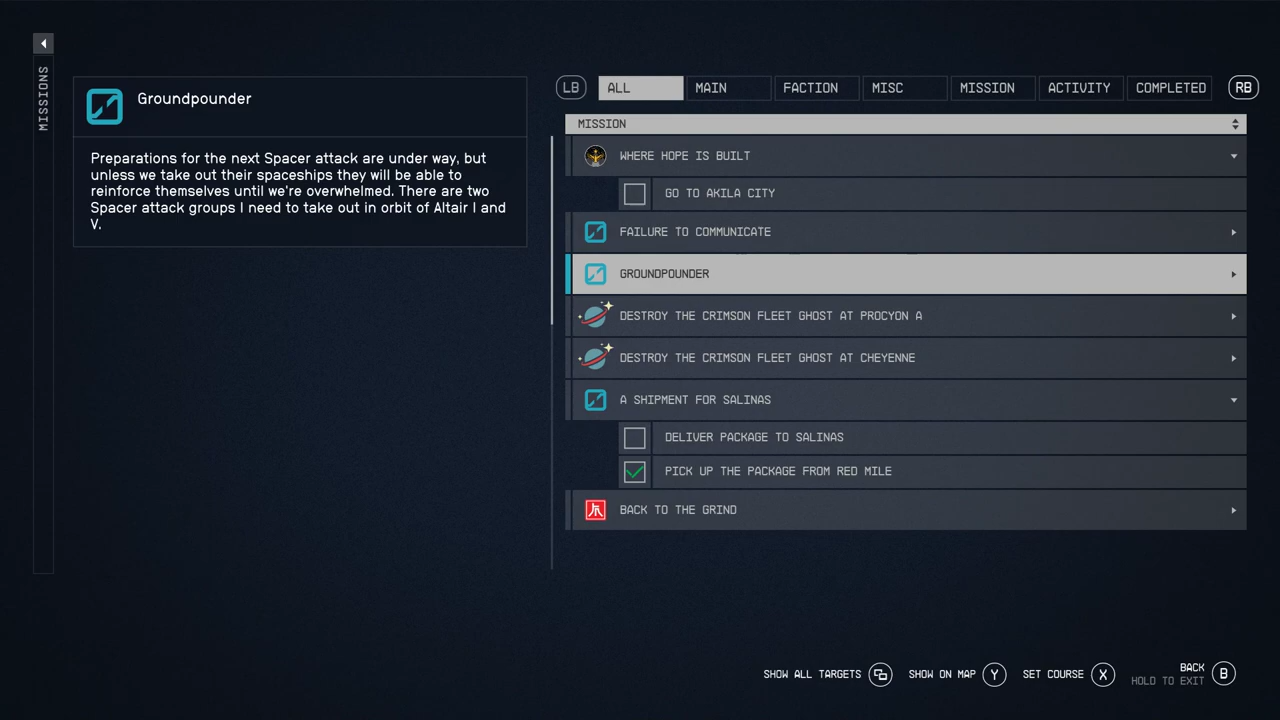 MISSIONS
Groundpounder
Preparations for the next Spacer attack are under way, but
unless we take out their spaceships they will be able to
reinforce themselves until we're overwhelmed. There are two
Spacer attack groups I need to take out in orbit of Altair I and
V.
LB ALL MAIN FACTION MISC MISSION ACTIVITY COMPLETED RB
MISSION
WHERE HOPE IS BUILT
GO TO AKILA CITY
FAILURE TO COMMUNICATE
GROUNDPOUNDER
DESTROY THE CRIMSON FLEET GHOST AT PROCYON A
DESTROY THE CRIMSON FLEET GHOST AT CHEYENNE
A SHIPMENT FOR SALINAS
DELIVER PACKAGE TO SALINAS
PICK UP THE PACKAGE FROM RED MILE
BACK TO THE GRIND
SHOW ALL TARGETS SHOW ON MAP Y SET COURSE X BACK B
HOLD TO EXIT